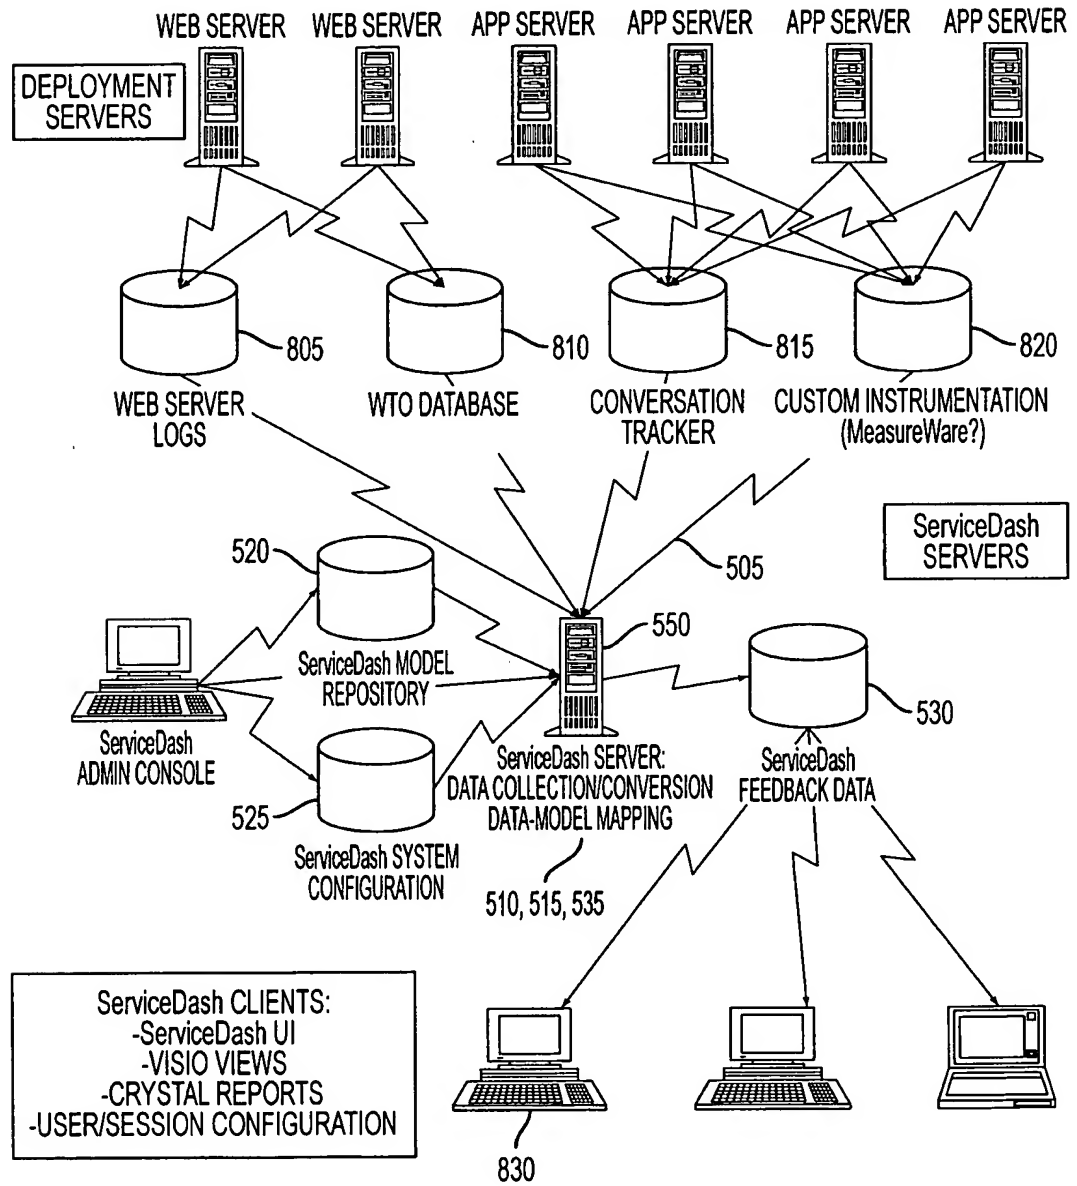 WEB SERVER
WEB SERVER
APP SERVER
APP SERVER
APP SERVER
APP SERVER
DEPLOYMENT
SERVERS
805
810
815
820
WEB SERVER
LOGS
WTO DATABASE
CONVERSATION
TRACKER
CUSTOM INSTRUMENTATION
(MeasureWare?)
ServiceDash
SERVERS
520
505
550
ServiceDash MODEL
REPOSITORY
530
ServiceDash
ADMIN CONSOLE
ServiceDash SERVER:
DATA COLLECTION/CONVERSION
DATA-MODEL MAPPING
ServiceDash
FEEDBACK DATA
525
ServiceDash SYSTEM
CONFIGURATION
510, 515, 535
ServiceDash CLIENTS:
-ServiceDash UI
-VISIO VIEWS
-CRYSTAL REPORTS
-USER/SESSION CONFIGURATION
830